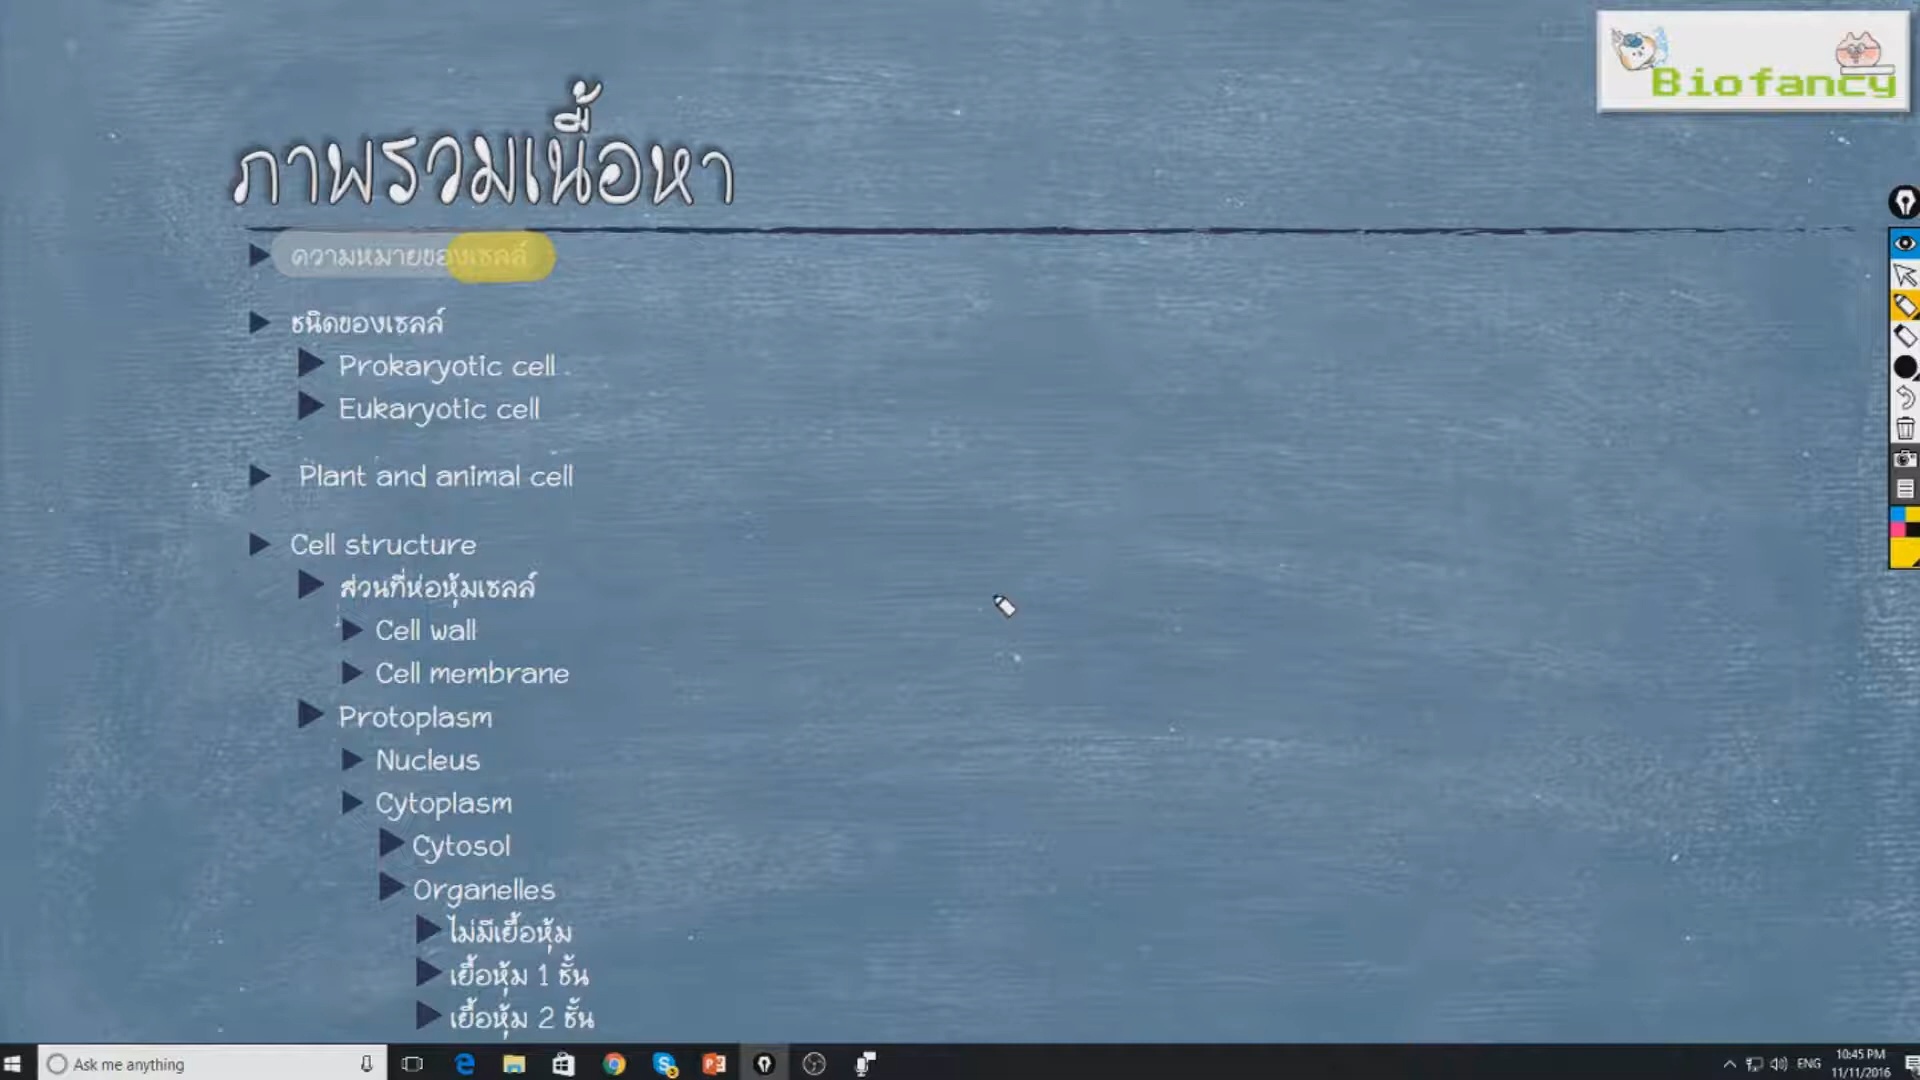 Biofancy
ภาพรวมเนื้อหา
ความหมายของเซลล์
ชนิดของเซลล์
Prokaryotic cell
Eukaryotic cell
Plant and animal cell
Cell structure
ส่วนที่ห่อหุ้มเซลล์
Cell wall
Cell membrane
Protoplasm
Nucleus
Cytoplasm
Cytosol
Organelles
ไม่มีเยื่อหุ้ม
เยื่อหุ้ม 1 ชั้น
เยื่อหุ้ม 2 ชั้น
Ask me anything
ENG
10:45 PM
11/11/2016